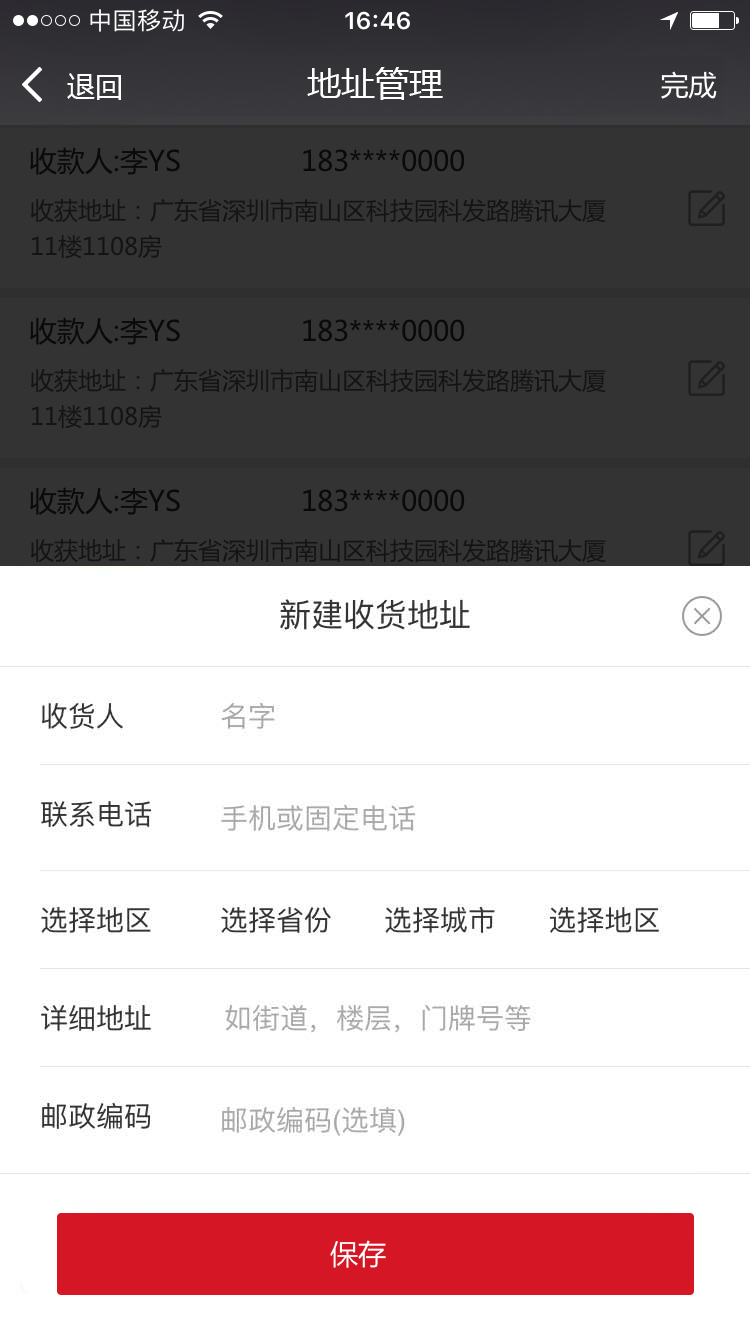 中国移动 16:46
退回 地址管理 完成
收款人:李YS 183****0000
收获地址：广东省深圳市南山区科技园科发路腾讯大厦
11楼1108房
收款人:李YS 183****0000
收获地址：广东省深圳市南山区科技园科发路腾讯大厦
11楼1108房
收款人:李YS 183****0000
收获地址：广东省深圳市南山区科技园科发路腾讯大厦
新建收货地址
收货人 名字
联系电话 手机或固定电话
选择地区 选择省份 选择城市 选择地区
详细地址 如街道，楼层，门牌号等
邮政编码 邮政编码(选填)
保存